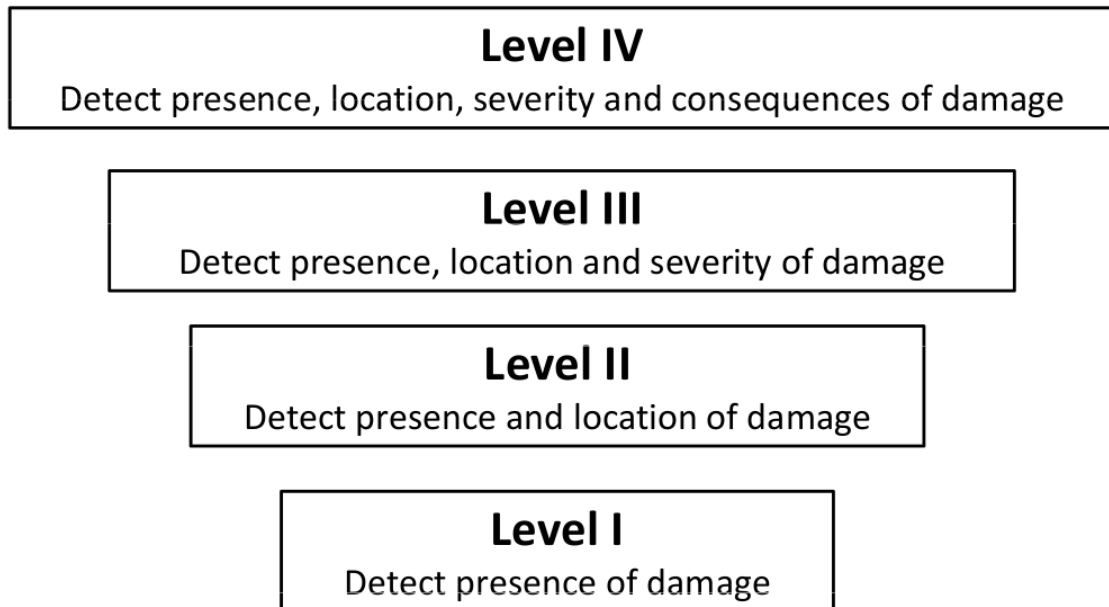 Level IV
Detect presence, location, severity and consequences of damage
Level III
Detect presence, location and severity of damage
Level II
Detect presence and location of damage
Level I
Detect presence of damage